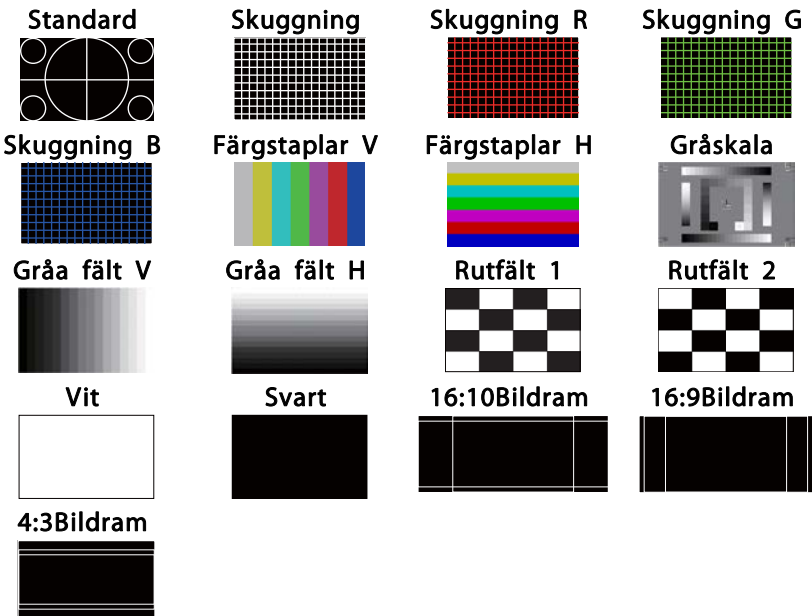 Standard
Skuggning
Skuggning R
Skuggning G
Skuggning B
Färgstaplar V
Färgstaplar H
Gråskala
Gråa fält V
Gråa fält H
Rutfält 1
Rutfält 2
Vit
Svart
16:10Bildram
16:9Bildram
4:3Bildram